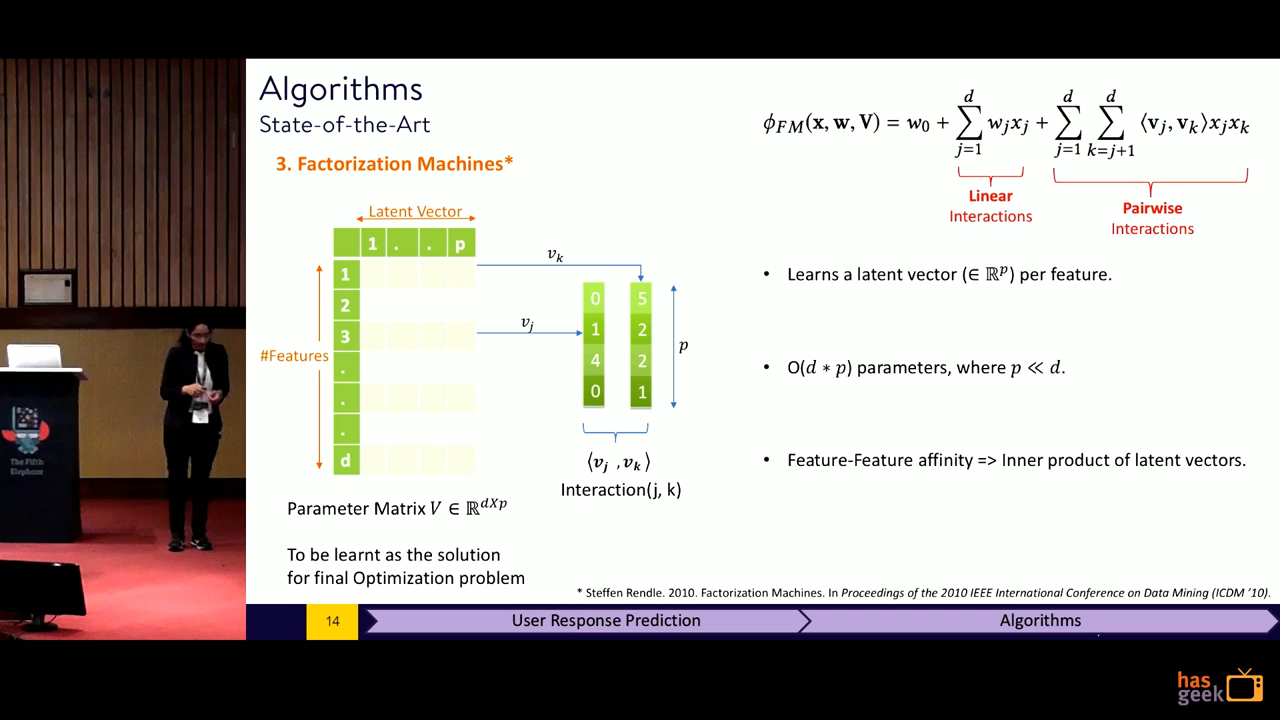 Algorithms
State-of-the-Art
3. Factorization Machines*
Latent Vector
1 . . p
1
2
3
.
.
.
d
#Features
v_k
v_j
0 5
1 2
4 2
0 1
p
⟨v_j , v_k⟩
Interaction(j, k)
Parameter Matrix V ∈ ℝ^{dXp}
To be learnt as the solution
for final Optimization problem
ϕ_{FM}(x, w, V) = w_0 + ∑_{j=1}^{d} w_j x_j + ∑_{j=1}^{d} ∑_{k=j+1}^{d} ⟨v_j, v_k⟩ x_j x_k
Linear
Interactions
Pairwise
Interactions
• Learns a latent vector (∈ ℝ^p) per feature.
• O(d * p) parameters, where p ≪ d.
• Feature-Feature affinity => Inner product of latent vectors.
* Steffen Rendle. 2010. Factorization Machines. In Proceedings of the 2010 IEEE International Conference on Data Mining (ICDM '10).
14 User Response Prediction Algorithms
The Fifth
Elephant
has
geek